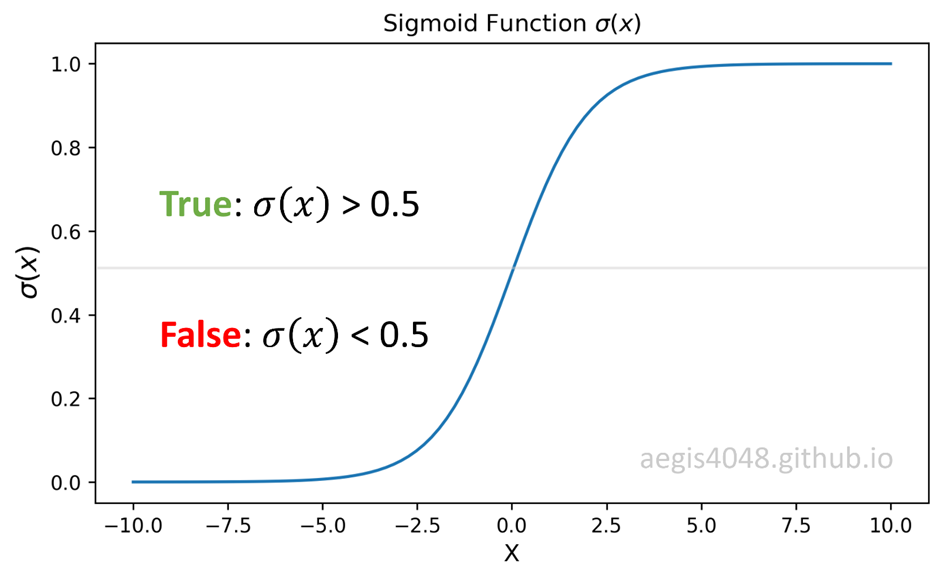 Sigmoid Function σ(x)
1.0
0.8
True: σ(x) > 0.5
0.6
σ(x)
0.4
False: σ(x) < 0.5
0.2
aegis4048.github.io
0.0
−10.0 −7.5 −5.0 −2.5 0.0 2.5 5.0 7.5 10.0
X